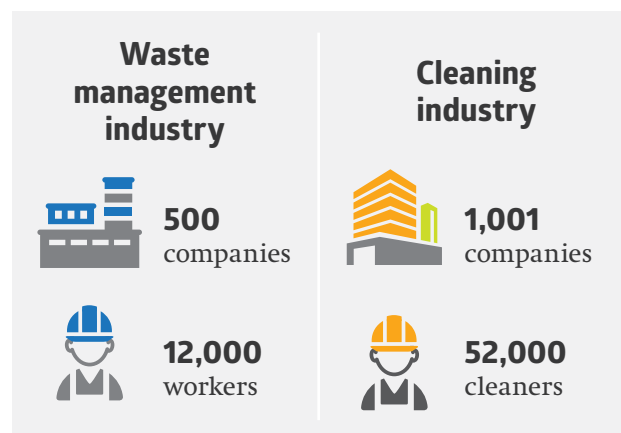 Waste
management
industry
500
companies
12,000
workers
Cleaning
industry
1,001
companies
52,000
cleaners